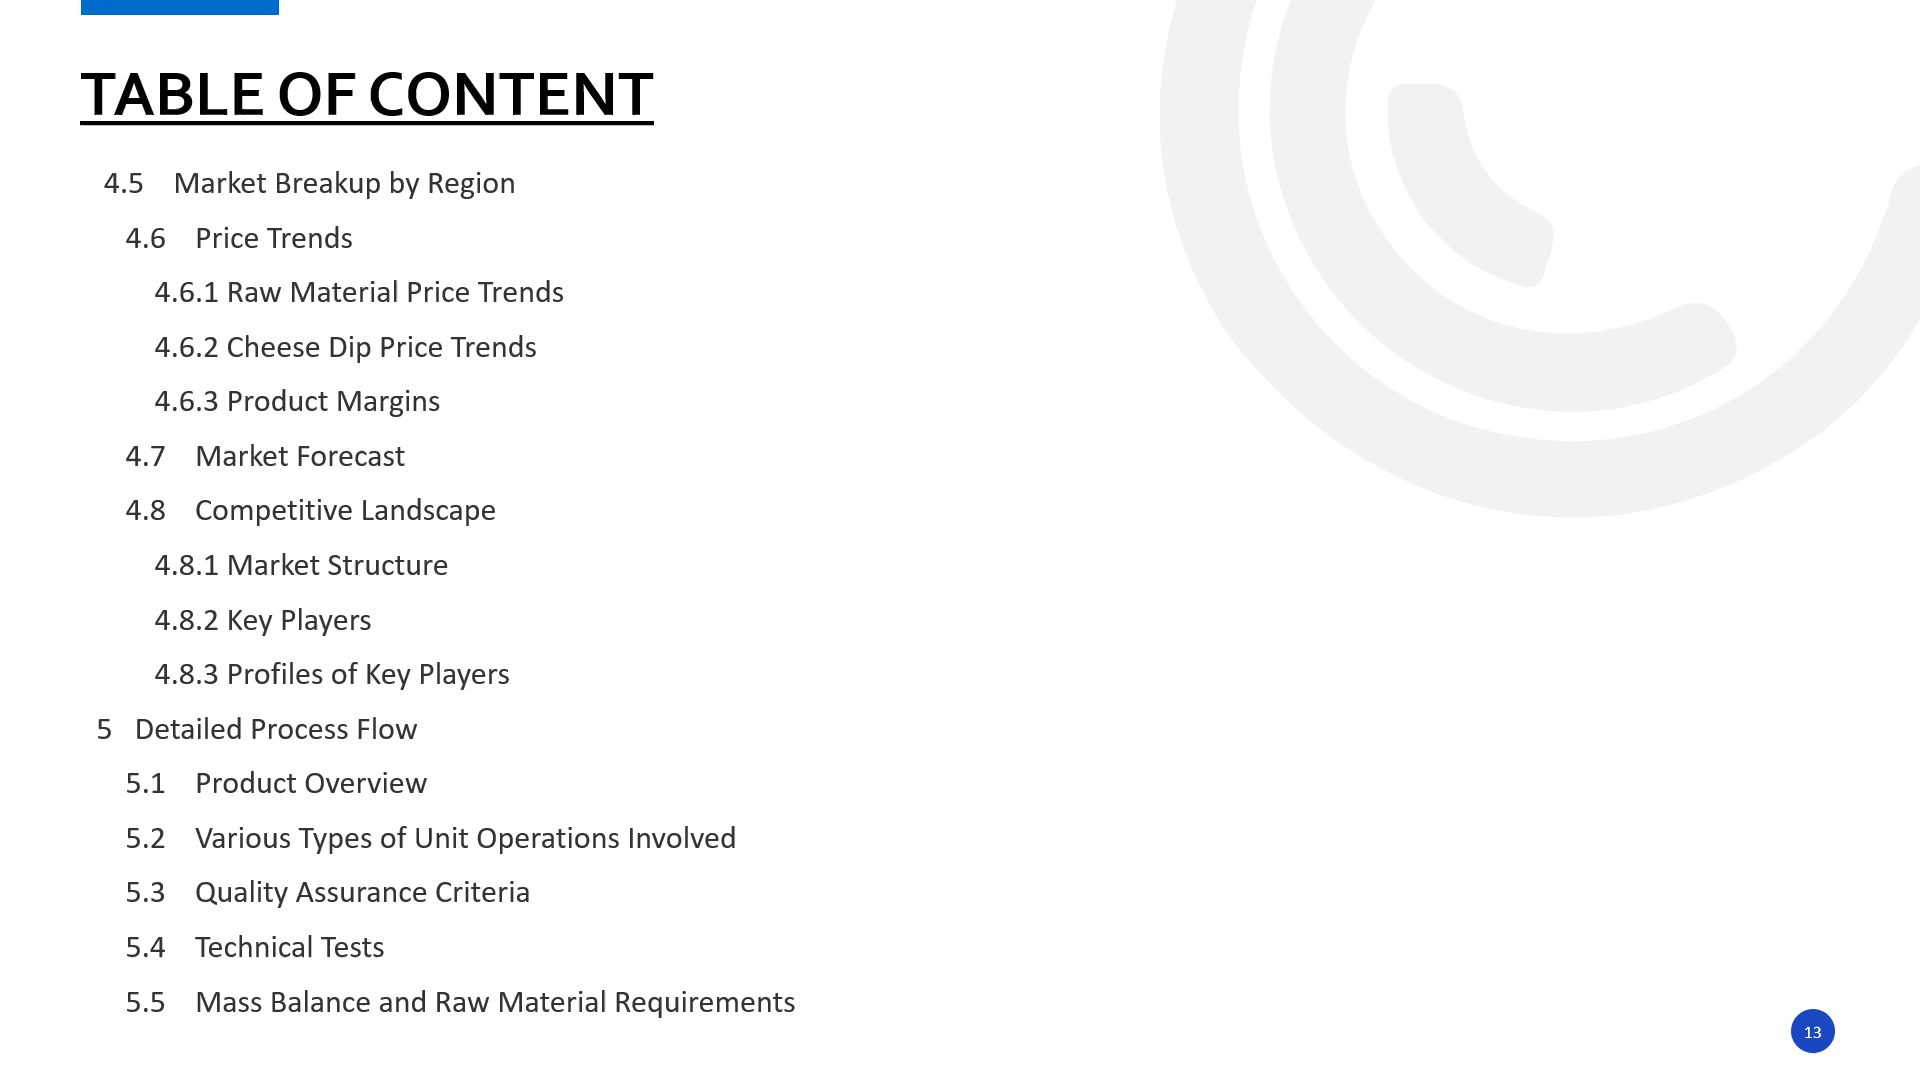 TABLE OF CONTENT
4.5 Market Breakup by Region
4.6 Price Trends
4.6.1 Raw Material Price Trends
4.6.2 Cheese Dip Price Trends
4.6.3 Product Margins
4.7 Market Forecast
4.8 Competitive Landscape
4.8.1 Market Structure
4.8.2 Key Players
4.8.3 Profiles of Key Players
5 Detailed Process Flow
5.1 Product Overview
5.2 Various Types of Unit Operations Involved
5.3 Quality Assurance Criteria
5.4 Technical Tests
5.5 Mass Balance and Raw Material Requirements
13